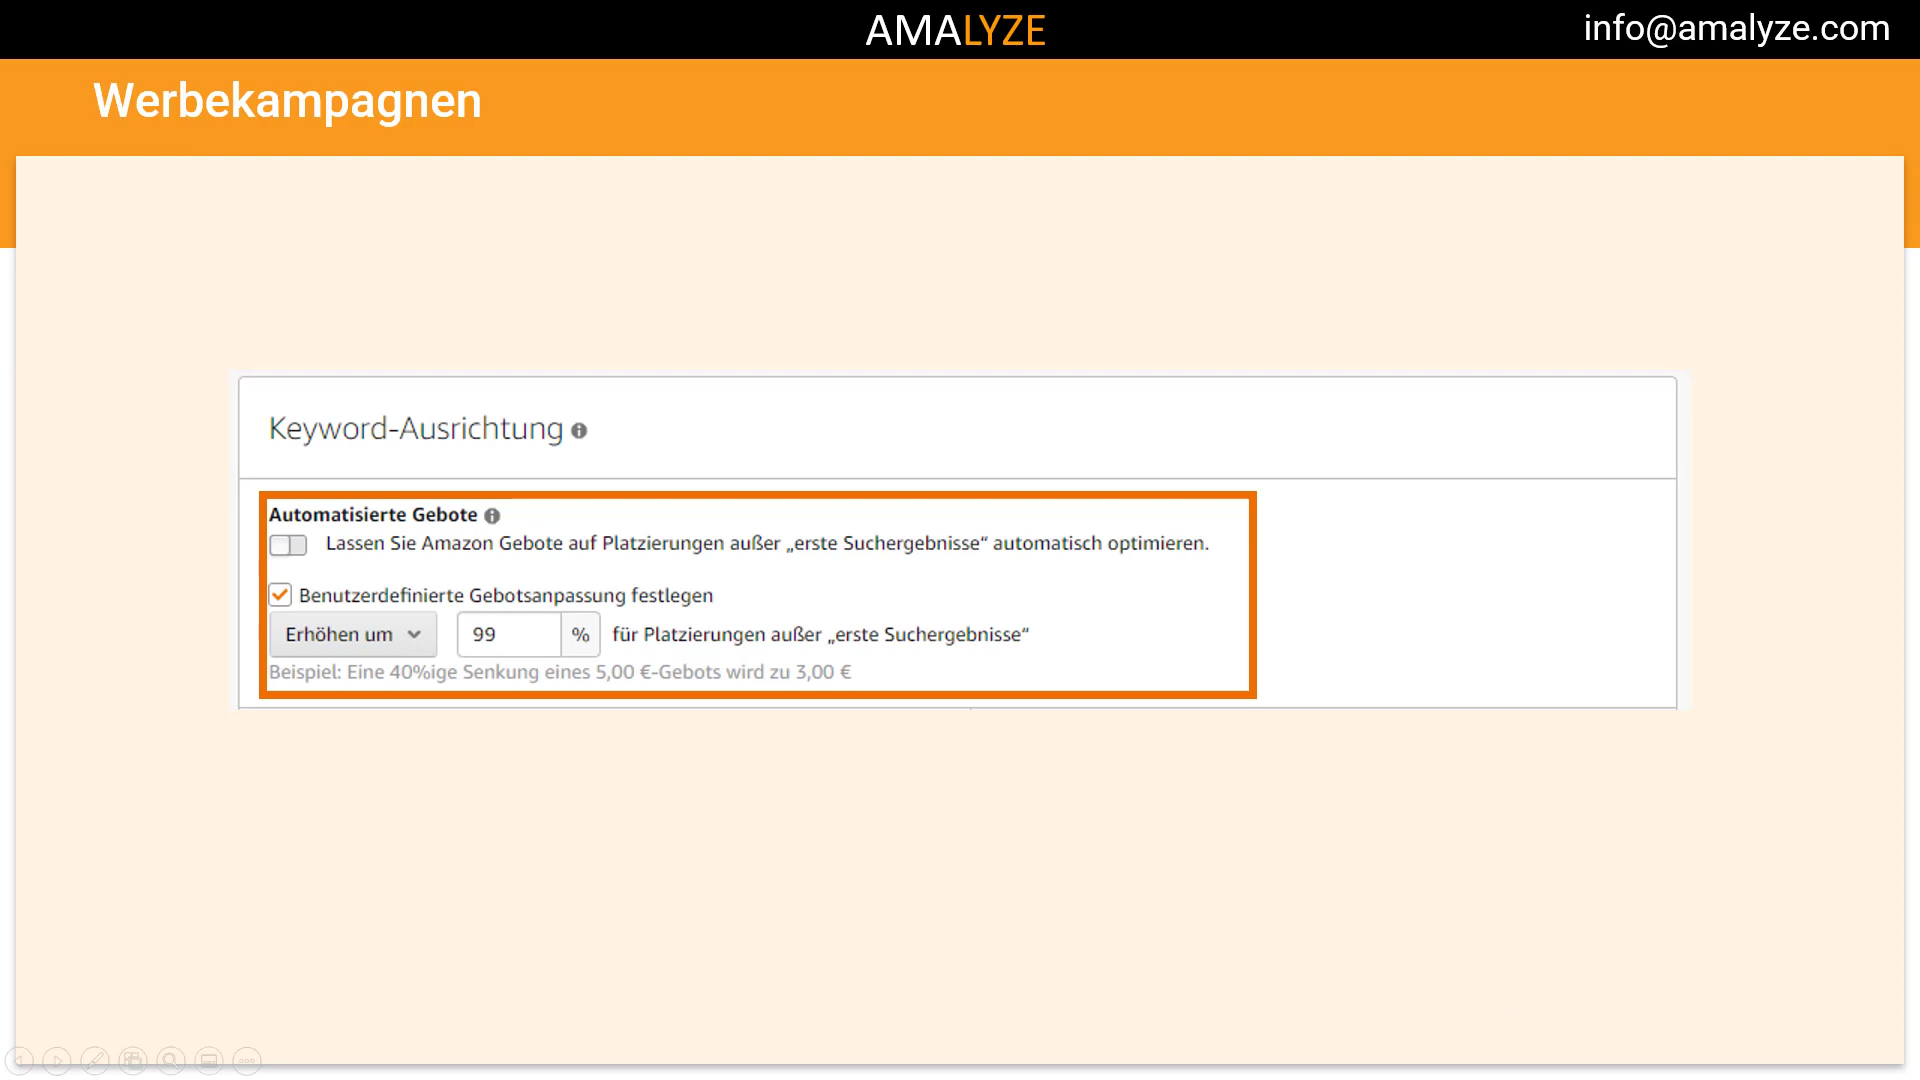 AMALYZE
info@amalyze.com
Werbekampagnen
Keyword-Ausrichtung
Automatisierte Gebote
Lassen Sie Amazon Gebote auf Platzierungen außer „erste Suchergebnisse“ automatisch optimieren.
Benutzerdefinierte Gebotsanpassung festlegen
Erhöhen um 99 % für Platzierungen außer „erste Suchergebnisse“
Beispiel: Eine 40%ige Senkung eines 5,00 €-Gebots wird zu 3,00 €